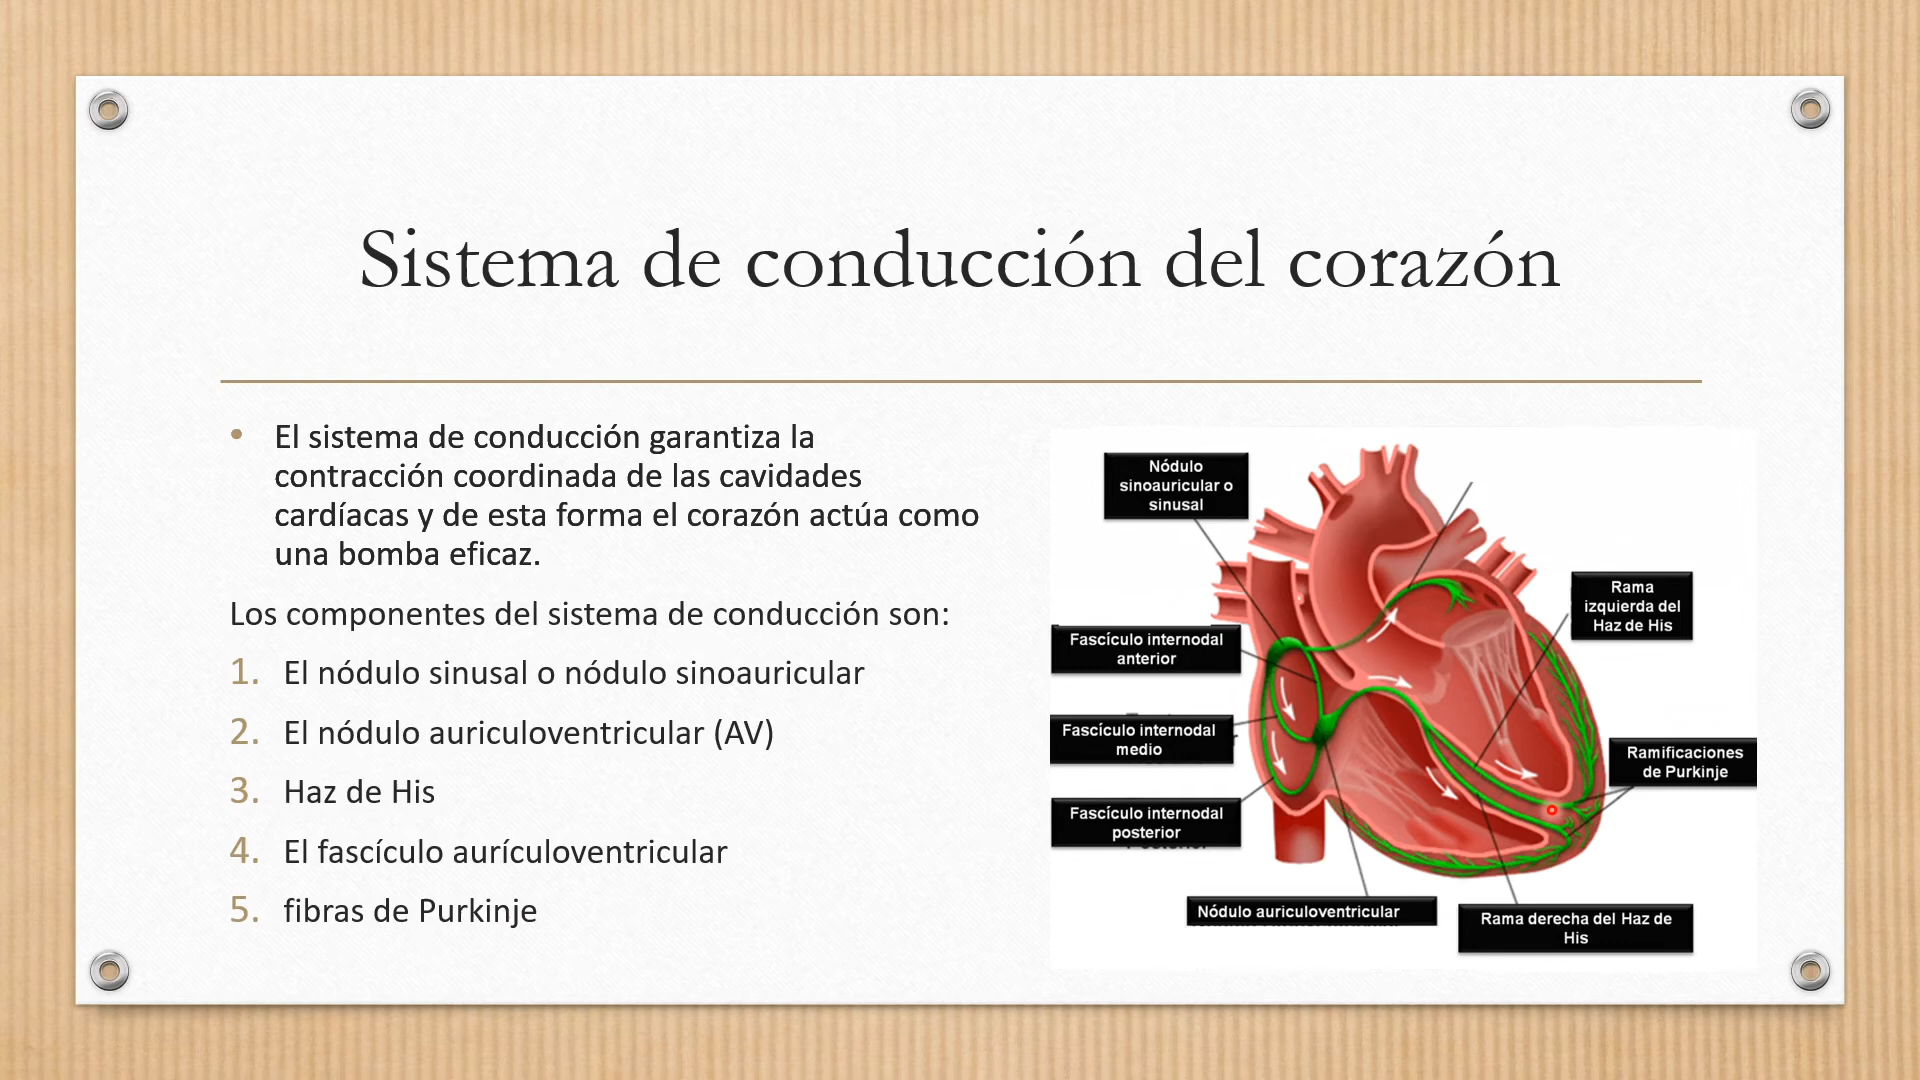 Sistema de conducción del corazón
• El sistema de conducción garantiza la
contracción coordinada de las cavidades
cardíacas y de esta forma el corazón actúa como
una bomba eficaz.
Los componentes del sistema de conducción son:
1. El nódulo sinusal o nódulo sinoauricular
2. El nódulo auriculoventricular (AV)
3. Haz de His
4. El fascículo aurículoventricular
5. fibras de Purkinje
Nódulo
sinoauricular o
sinusal
Fascículo internodal
anterior
Fascículo internodal
medio
Fascículo internodal
posterior
Nódulo auriculoventricular
Rama
izquierda del
Haz de His
Ramificaciones
de Purkinje
Rama derecha del Haz de
His